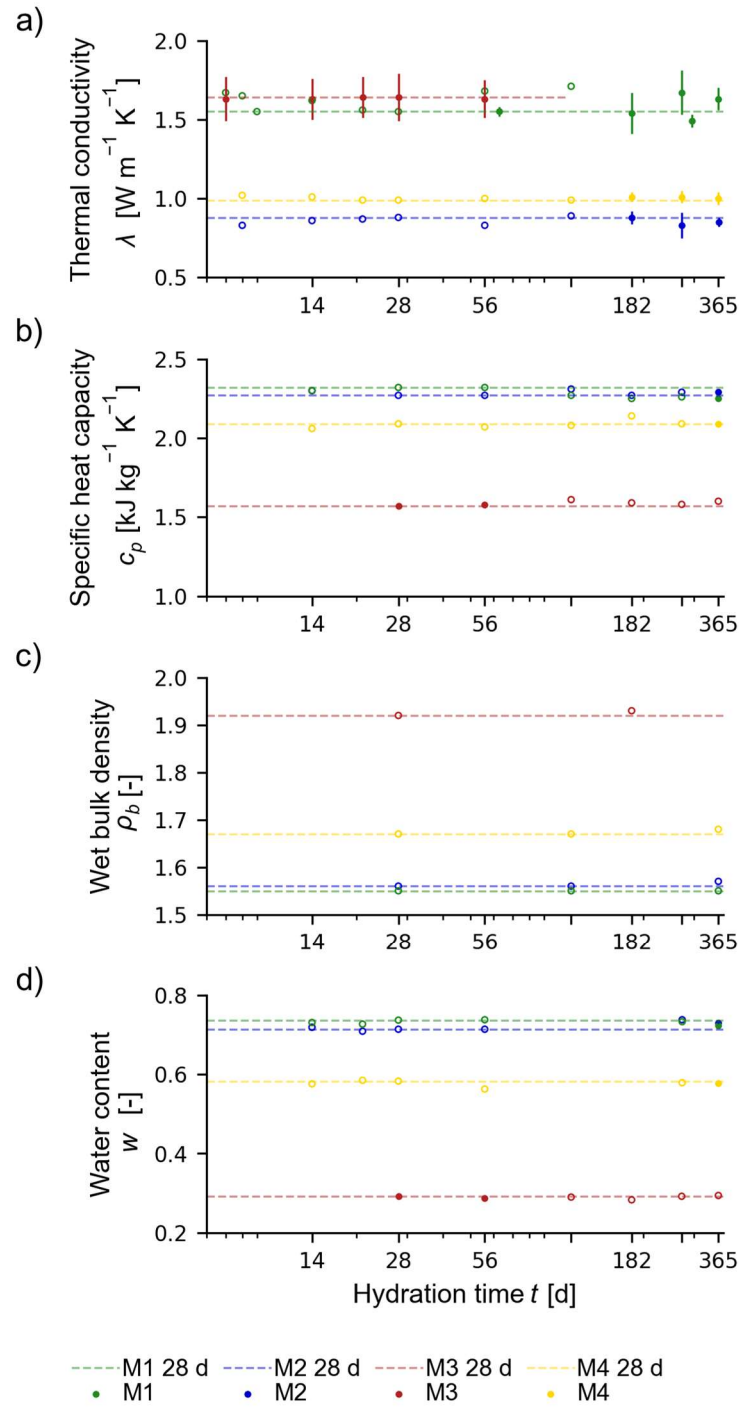 a)
Thermal conductivity
λ [W m⁻¹ K⁻¹]
2.0
1.5
1.0
0.5
14 28 56 182 365
b)
Specific heat capacity
cₚ [kJ kg⁻¹ K⁻¹]
2.5
2.0
1.5
1.0
14 28 56 182 365
c)
Wet bulk density
ρ_b [-]
2.0
1.9
1.8
1.7
1.6
1.5
14 28 56 182 365
d)
Water content
w [-]
0.8
0.6
0.4
0.2
14 28 56 182 365
Hydration time t [d]
M1 28 d M2 28 d M3 28 d M4 28 d
M1 M2 M3 M4